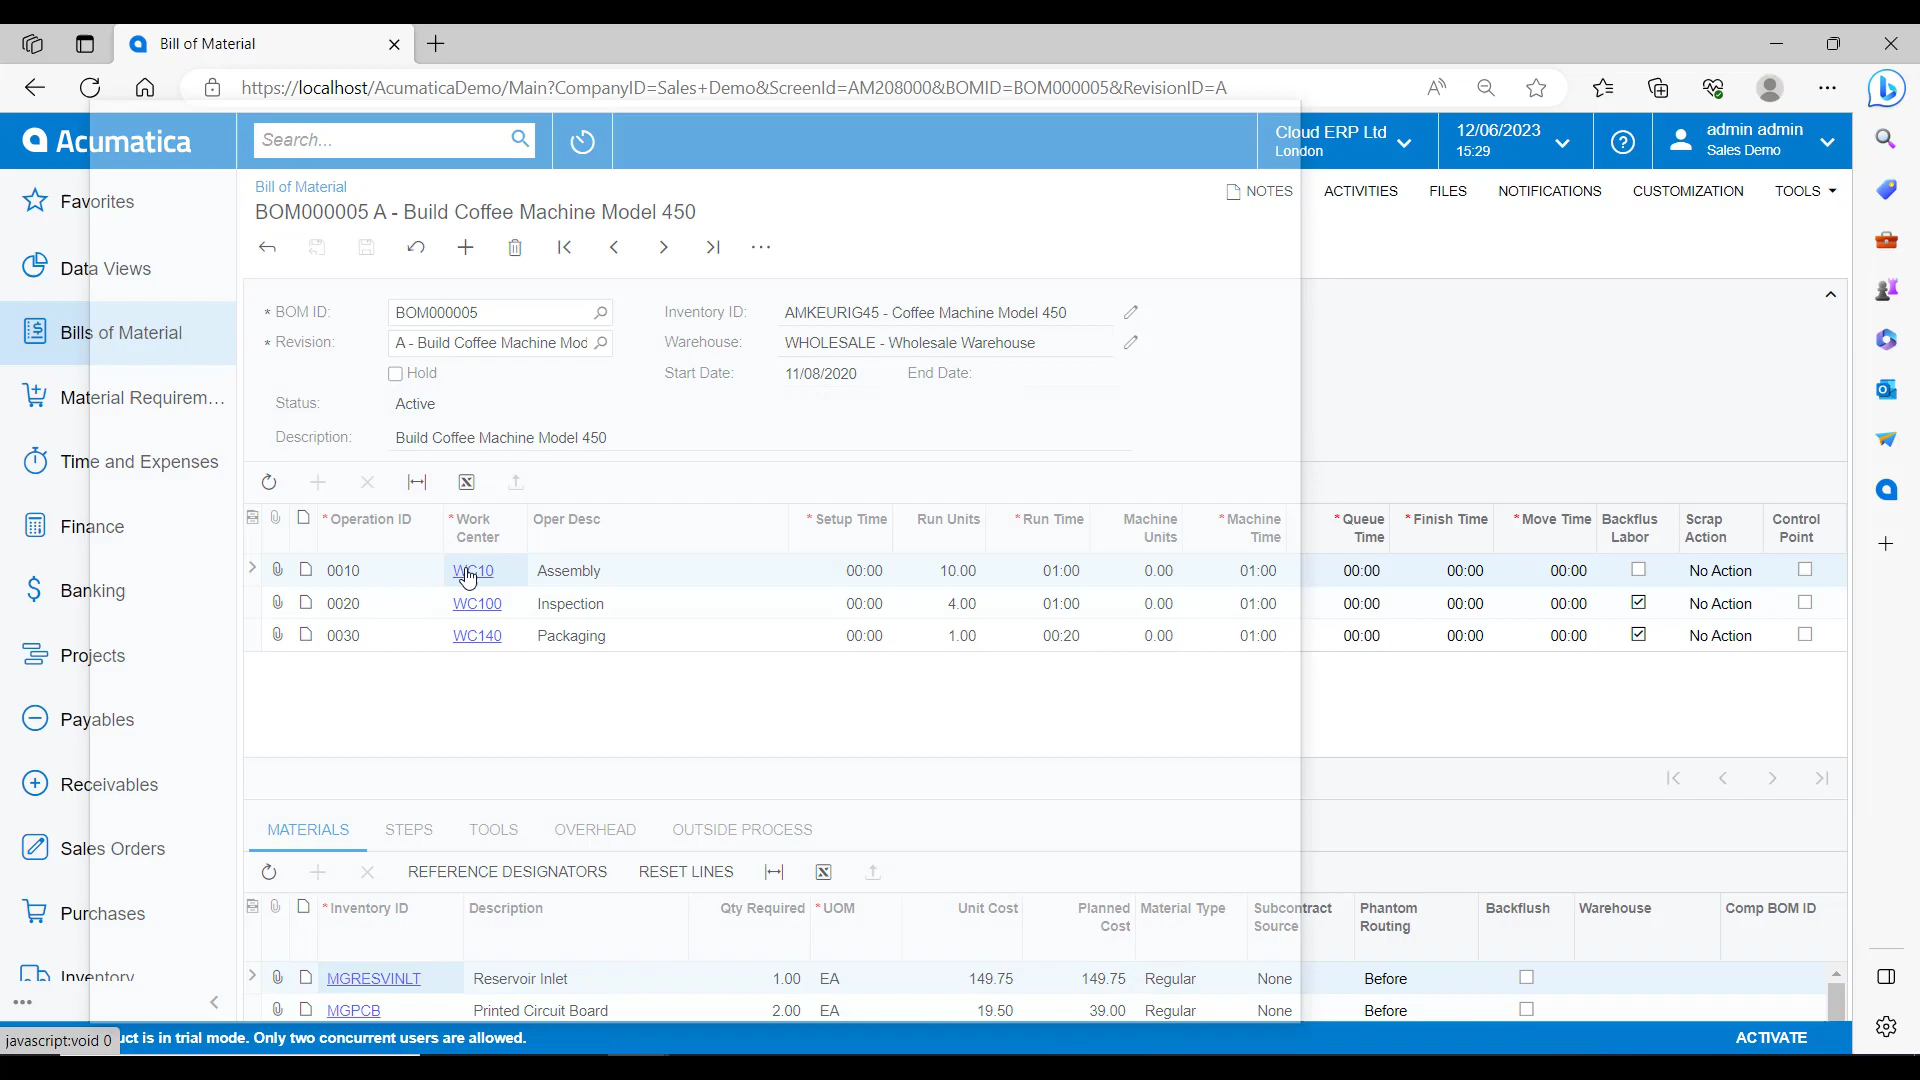 Bill of Material
https://localhost/AcumaticaDemo/Main?CompanyID=Sales+Demo&ScreenId=AM208000&BOMID=BOM000005&RevisionID=A
Acumatica
Search...
Cloud ERP Ltd
London
12/06/2023
15:29
admin admin
Sales Demo
Favorites
Data Views
Bills of Material
Material Requirem...
Time and Expenses
Finance
Banking
Projects
Payables
Receivables
Sales Orders
Purchases
Inventory
Bill of Material
BOM000005 A - Build Coffee Machine Model 450
NOTES ACTIVITIES FILES NOTIFICATIONS CUSTOMIZATION TOOLS
* BOM ID: BOM000005 Inventory ID: AMKEURIG45 - Coffee Machine Model 450
* Revision: A - Build Coffee Machine Mod Warehouse: WHOLESALE - Wholesale Warehouse
Hold Start Date: 11/08/2020 End Date:
Status: Active
Description: Build Coffee Machine Model 450
* Operation ID * Work Center Oper Desc * Setup Time Run Units * Run Time Machine Units * Machine Time * Queue Time * Finish Time * Move Time Backflus Labor Scrap Action Control Point
0010 WC10 Assembly 00:00 10.00 01:00 0.00 01:00 00:00 00:00 00:00 No Action
0020 WC100 Inspection 00:00 4.00 01:00 0.00 01:00 00:00 00:00 00:00 No Action
0030 WC140 Packaging 00:00 1.00 00:20 0.00 01:00 00:00 00:00 00:00 No Action
MATERIALS STEPS TOOLS OVERHEAD OUTSIDE PROCESS
REFERENCE DESIGNATORS RESET LINES
* Inventory ID Description Qty Required * UOM Unit Cost Planned Cost Material Type Subcontract Source Phantom Routing Backflush Warehouse Comp BOM ID
MGRESVINLT Reservoir Inlet 1.00 EA 149.75 149.75 Regular None Before
MGPCB Printed Circuit Board 2.00 EA 19.50 39.00 Regular None Before
javascript:void 0
uct is in trial mode. Only two concurrent users are allowed.
ACTIVATE